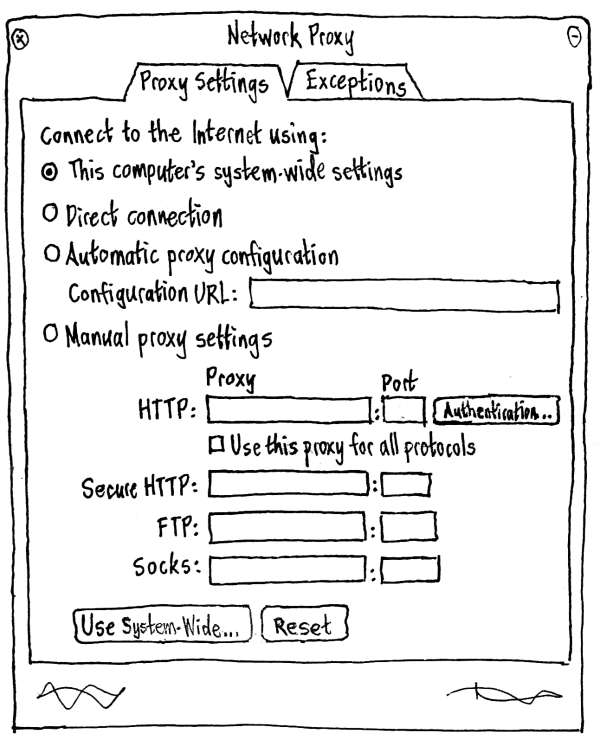 Network Proxy
Proxy Settings Exceptions
Connect to the Internet using:
This computer's system-wide settings
Direct connection
Automatic proxy configuration
Configuration URL:
Manual proxy settings
Proxy Port
HTTP: : Authentication...
Use this proxy for all protocols
Secure HTTP: :
FTP: :
Socks: :
Use System-Wide... Reset